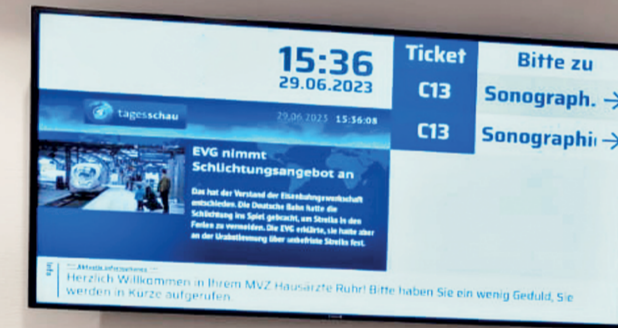 15:36
29.06.2023
Ticket
Bitte zu
C13
Sonograph. →
C13
Sonographi →
tagesschau
29.06.2023 15:36:08
EVG nimmt
Schlichtungsangebot an
Das hat der Vorstand der Eisenbahngewerkschaft
entschieden. Die Deutsche Bahn hatte die
Schlichtung ins Spiel gebracht, um Streiks in den
Ferien zu vermeiden. Die EVG erklärte, sie halte aber
an der Urabstimmung über unbefristete Streiks fest.
Info
Aktuelle Informationen
Herzlich Willkommen in Ihrem MVZ Hausärzte Ruhr! Bitte haben Sie ein wenig Geduld, Sie
werden in Kürze aufgerufen.